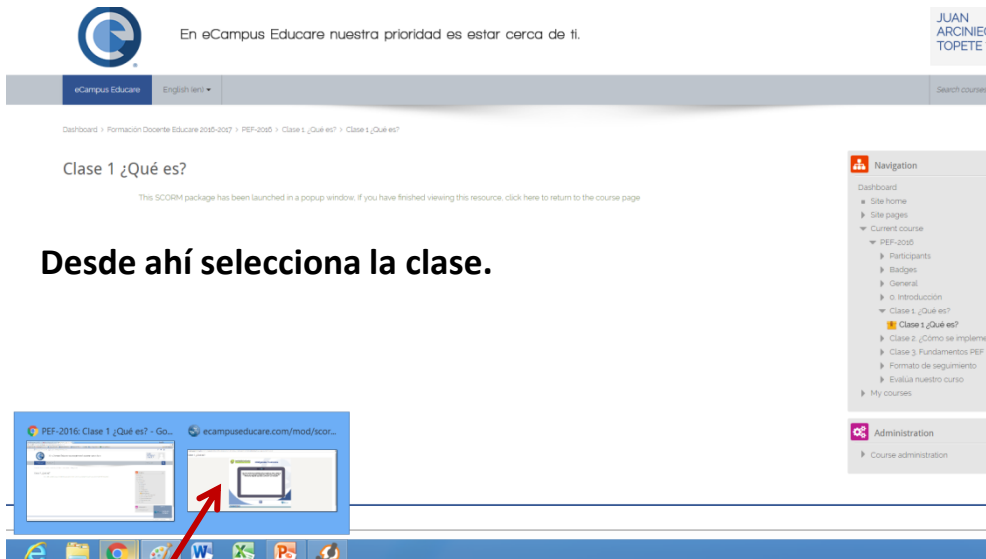 En eCampus Educare nuestra prioridad es estar cerca de ti.
JUAN
TOPETE
eCampus Educare
English (en)
Search courses
Dashboard > Formación Docente Educare 2016-2017 > PEF-2016 > Clase 1 ¿Qué es? > Clase 1 ¿Qué es?
Clase 1 ¿Qué es?
This SCORM package has been launched in a popup window. If you have finished viewing this resource, click here to return to the course page
Desde ahí selecciona la clase.
Navigation
Dashboard
Site home
Site pages
Current course
PEF-2016
Participants
Badges
General
0. Introducción
Clase 1. ¿Qué es?
Clase 1 ¿Qué es?
Clase 2. ¿Cómo se impleme
Clase 3. Fundamentos PEF
Formato de seguimiento
Evalúa nuestro curso
My courses
Administration
Course administration
PEF-2016: Clase 1 ¿Qué es? - Go...
ecampuseducare.com/mod/scor...